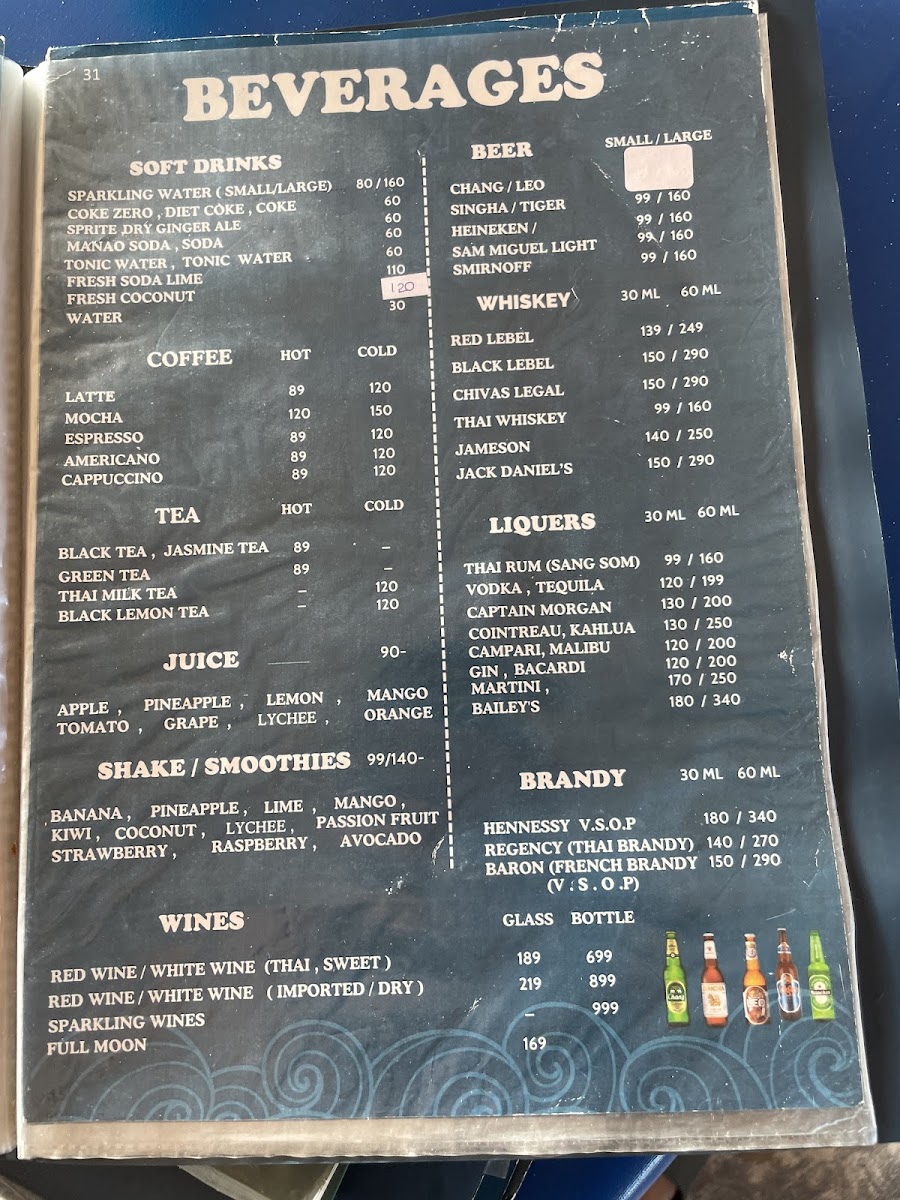 31
BEVERAGES
SOFT DRINKS
SPARKLING WATER ( SMALL/LARGE) 80 / 160
COKE ZERO , DIET COKE , COKE 60
SPRITE ,DRY GINGER ALE 60
MANAO SODA , SODA 60
TONIC WATER , TONIC WATER 60
FRESH SODA LIME 110
FRESH COCONUT 120
WATER 30
COFFEE HOT COLD
LATTE 89 120
MOCHA 120 150
ESPRESSO 89 120
AMERICANO 89 120
CAPPUCCINO 89 120
TEA HOT COLD
BLACK TEA , JASMINE TEA 89 –
GREEN TEA 89 –
THAI MILK TEA – 120
BLACK LEMON TEA – 120
JUICE 90-
APPLE , PINEAPPLE , LEMON , MANGO
TOMATO , GRAPE , LYCHEE , ORANGE
SHAKE / SMOOTHIES 99/140-
BANANA , PINEAPPLE , LIME , MANGO ,
KIWI , COCONUT , LYCHEE , PASSION FRUIT
STRAWBERRY , RASPBERRY , AVOCADO
BEER SMALL / LARGE
CHANG / LEO
SINGHA / TIGER 99 / 160
HEINEKEN / 99 / 160
SAM MIGUEL LIGHT 99 / 160
SMIRNOFF 99 / 160
WHISKEY 30 ML 60 ML
RED LEBEL 139 / 249
BLACK LEBEL 150 / 290
CHIVAS LEGAL 150 / 290
THAI WHISKEY 99 / 160
JAMESON 140 / 250
JACK DANIEL'S 150 / 290
LIQUERS 30 ML 60 ML
THAI RUM (SANG SOM) 99 / 160
VODKA , TEQUILA 120 / 199
CAPTAIN MORGAN 130 / 200
COINTREAU, KAHLUA 130 / 250
CAMPARI, MALIBU 120 / 200
GIN , BACARDI 120 / 200
MARTINI , 170 / 250
BAILEY'S 180 / 340
BRANDY 30 ML 60 ML
HENNESSY V.S.O.P 180 / 340
REGENCY (THAI BRANDY) 140 / 270
BARON (FRENCH BRANDY 150 / 290
(V . S . O .P)
WINES GLASS BOTTLE
RED WINE / WHITE WINE (THAI , SWEET ) 189 699
RED WINE / WHITE WINE ( IMPORTED / DRY ) 219 899
SPARKLING WINES – 999
FULL MOON 169